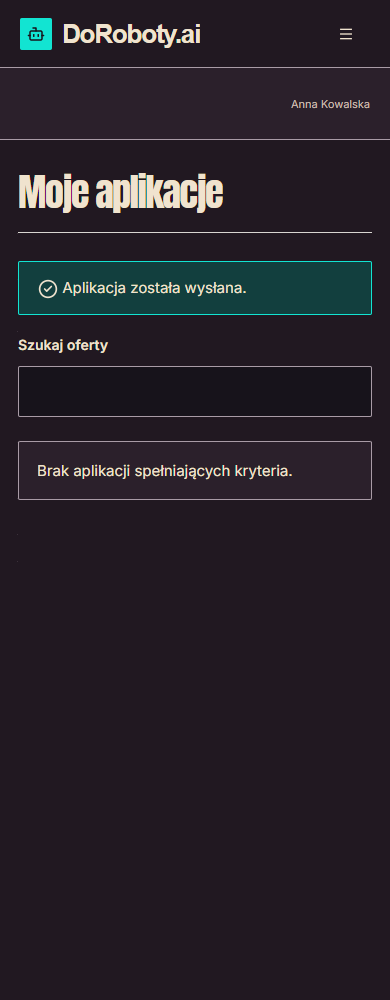 DoRoboty.ai
Anna Kowalska
Moje aplikacje
Aplikacja została wysłana.
Szukaj oferty
Brak aplikacji spełniających kryteria.